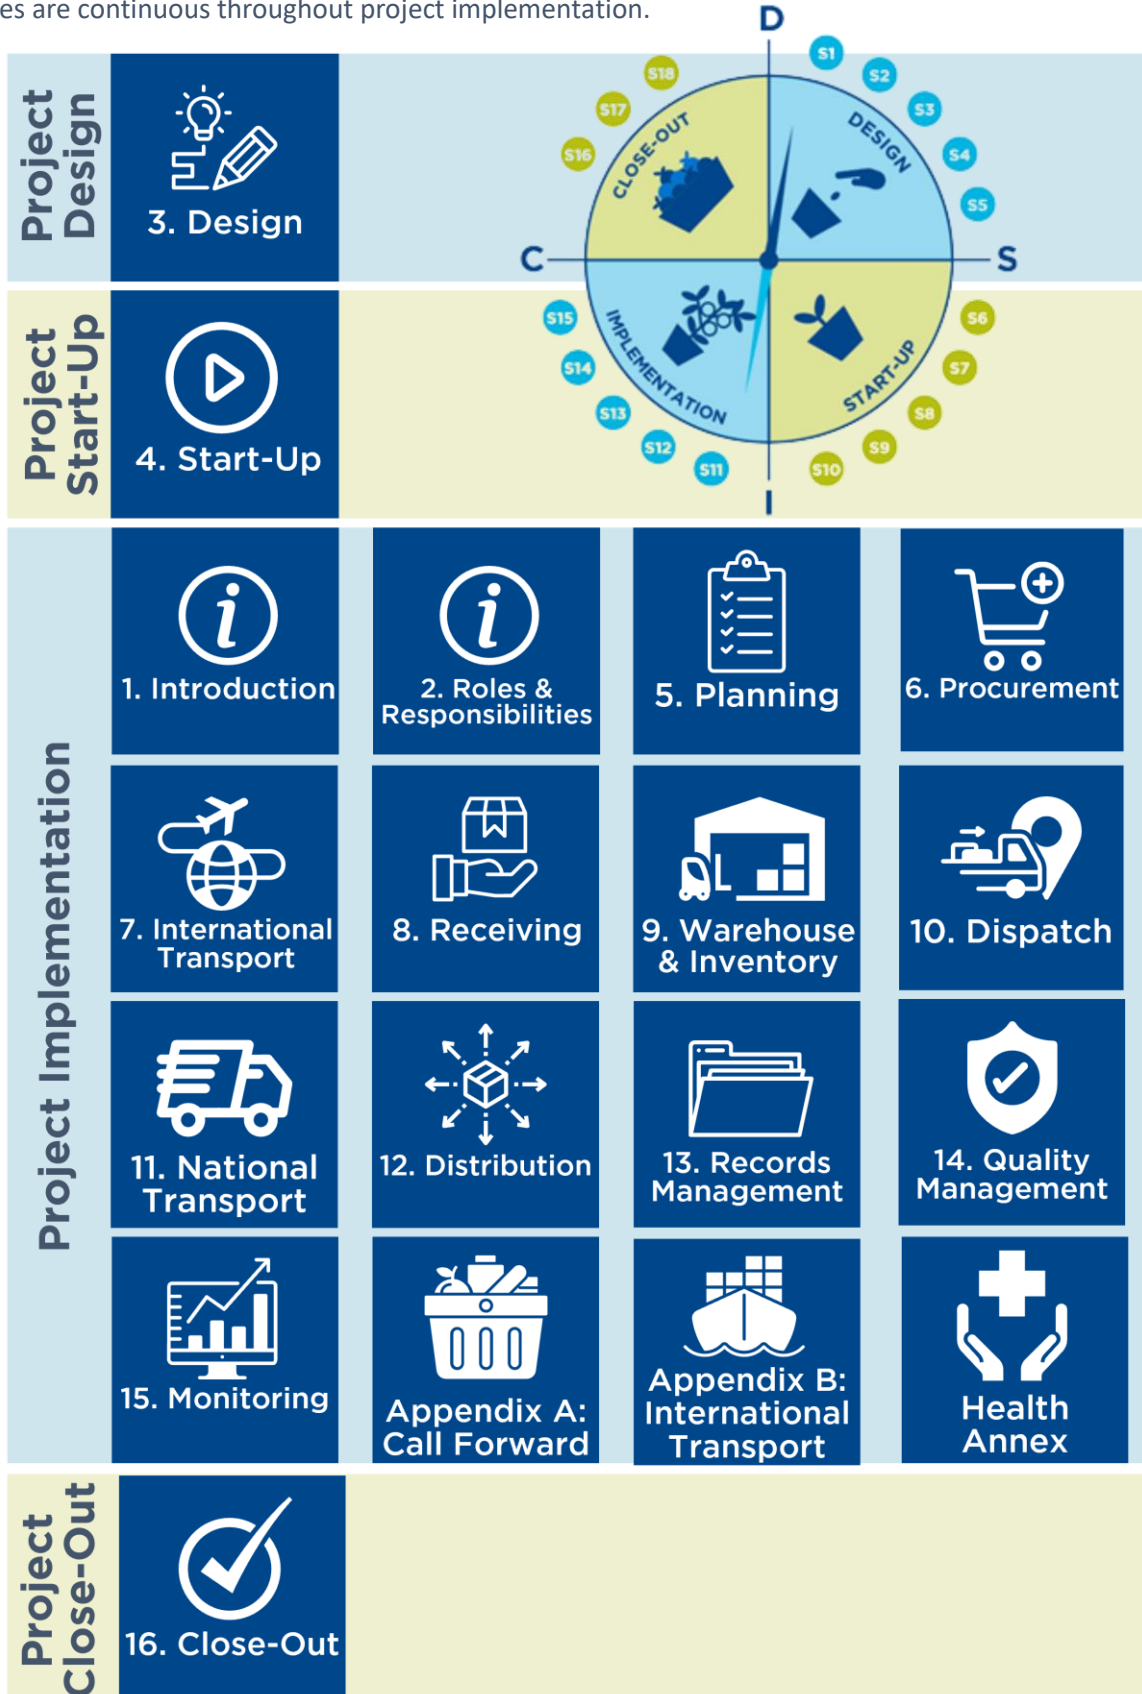 es are continuous throughout project implementation.
Project
Design
3. Design
D
S1
S2
S3
S4
S5
S
S6
S7
S8
S9
S10
I
S11
S12
S13
S14
S15
C
S16
S17
S18
DESIGN
START-UP
IMPLEMENTATION
CLOSE-OUT
Project
Start-Up
4. Start-Up
Project Implementation
1. Introduction
2. Roles &
Responsibilities
5. Planning
6. Procurement
7. International
Transport
8. Receiving
9. Warehouse
& Inventory
10. Dispatch
11. National
Transport
12. Distribution
13. Records
Management
14. Quality
Management
15. Monitoring
Appendix A:
Call Forward
Appendix B:
International
Transport
Health
Annex
Project
Close-Out
16. Close-Out